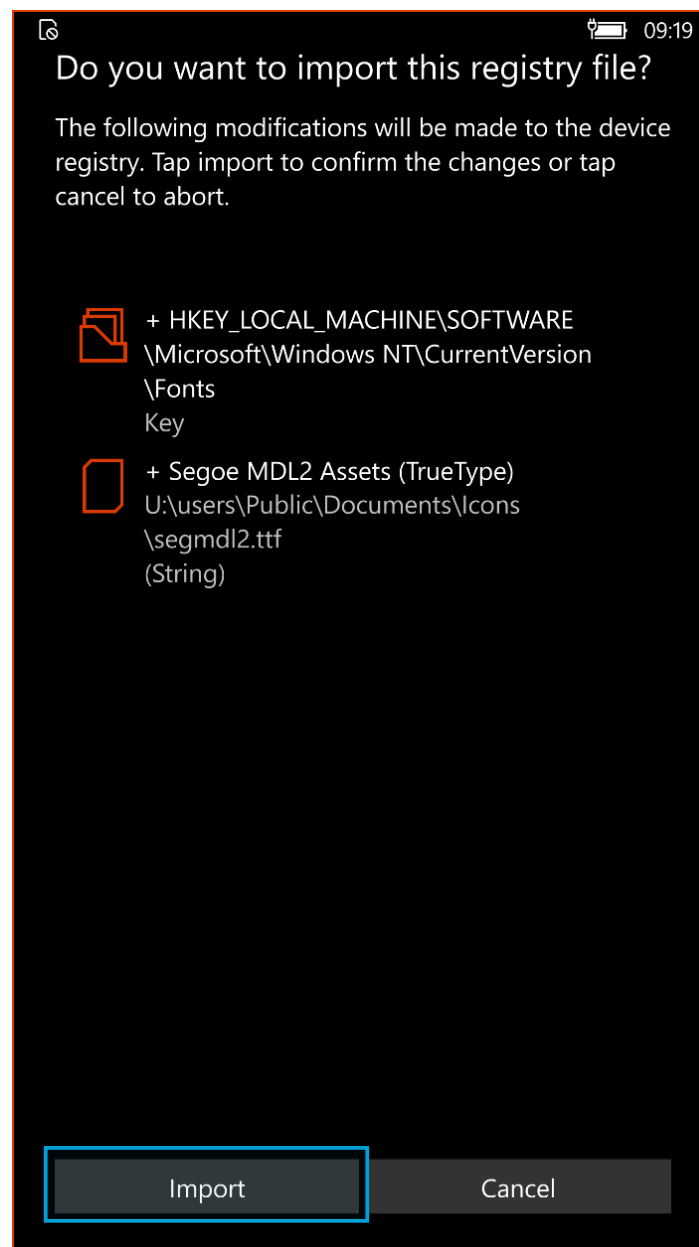 09:19
Do you want to import this registry file?
The following modifications will be made to the device
registry. Tap import to confirm the changes or tap
cancel to abort.
+ HKEY_LOCAL_MACHINE\SOFTWARE
\Microsoft\Windows NT\CurrentVersion
\Fonts
Key
+ Segoe MDL2 Assets (TrueType)
U:\users\Public\Documents\Icons
\segmdl2.ttf
(String)
Import
Cancel